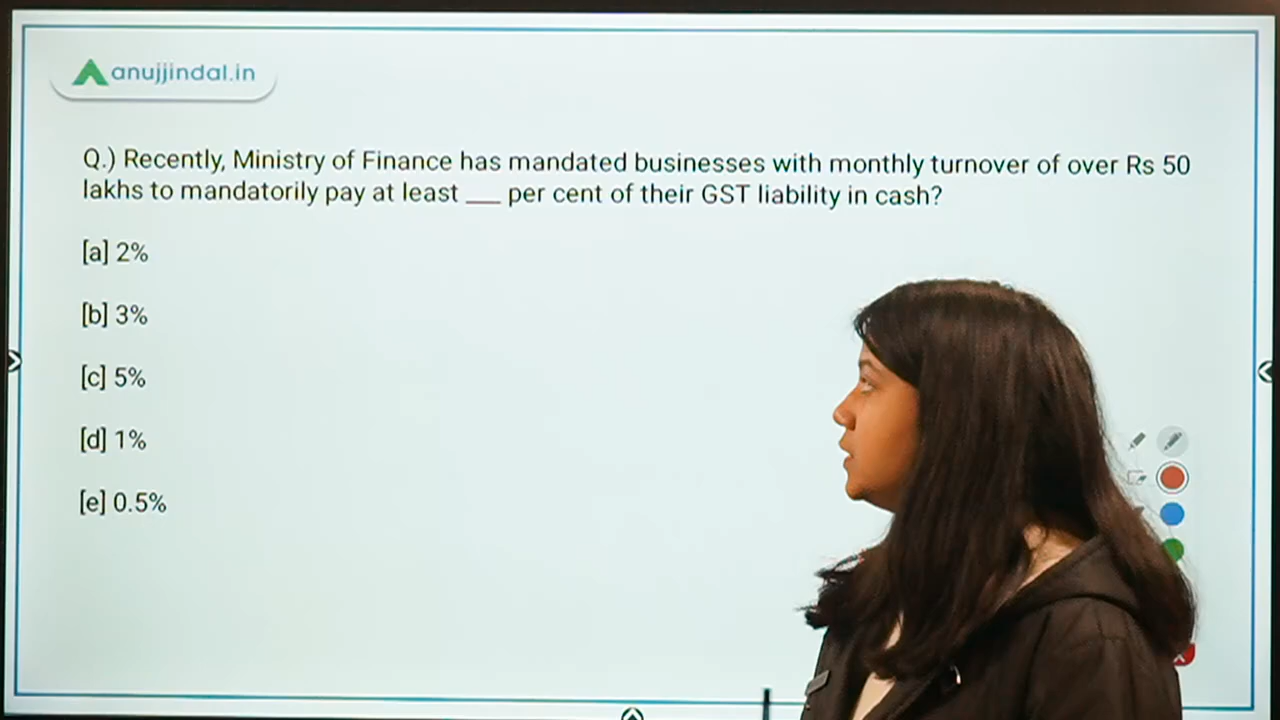 anujjindal.in
Q.) Recently, Ministry of Finance has mandated businesses with monthly turnover of over Rs 50
lakhs to mandatorily pay at least ___ per cent of their GST liability in cash?
[a] 2%
[b] 3%
[c] 5%
[d] 1%
[e] 0.5%